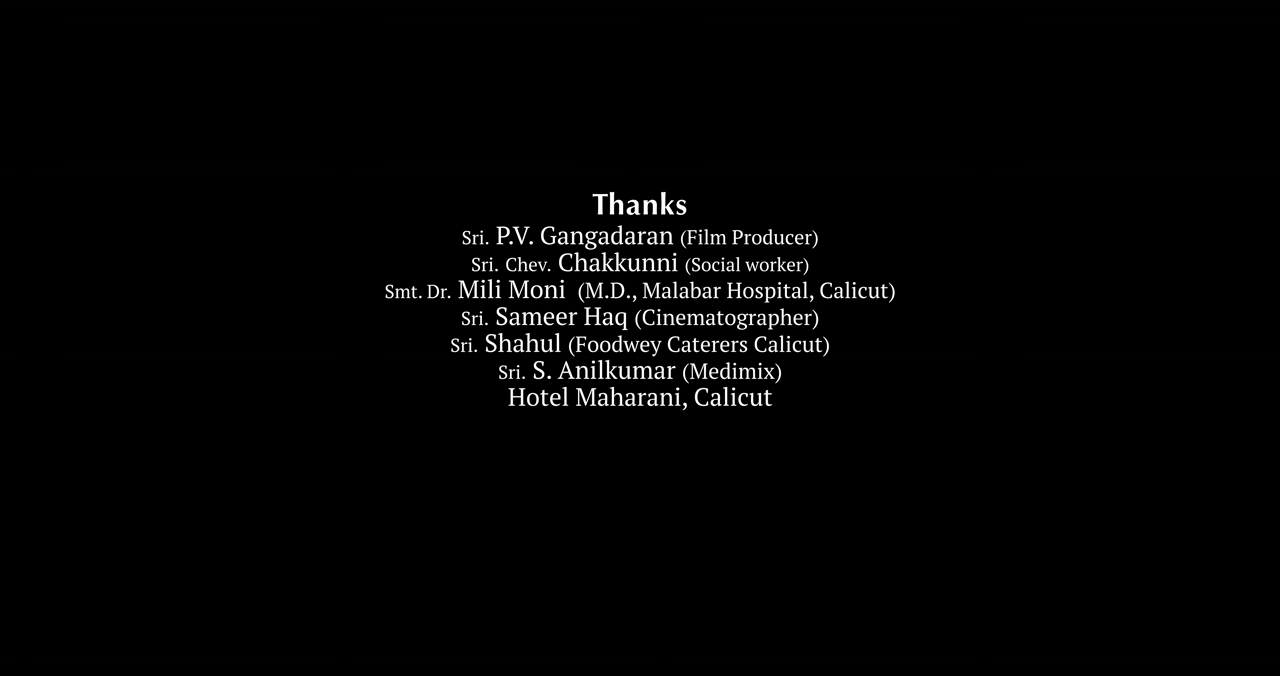 Thanks
Sri. P.V. Gangadaran (Film Producer)
Sri. Chev. Chakkunni (Social worker)
Smt. Dr. Mili Moni (M.D., Malabar Hospital, Calicut)
Sri. Sameer Haq (Cinematographer)
Sri. Shahul (Foodwey Caterers Calicut)
Sri. S. Anilkumar (Medimix)
Hotel Maharani, Calicut